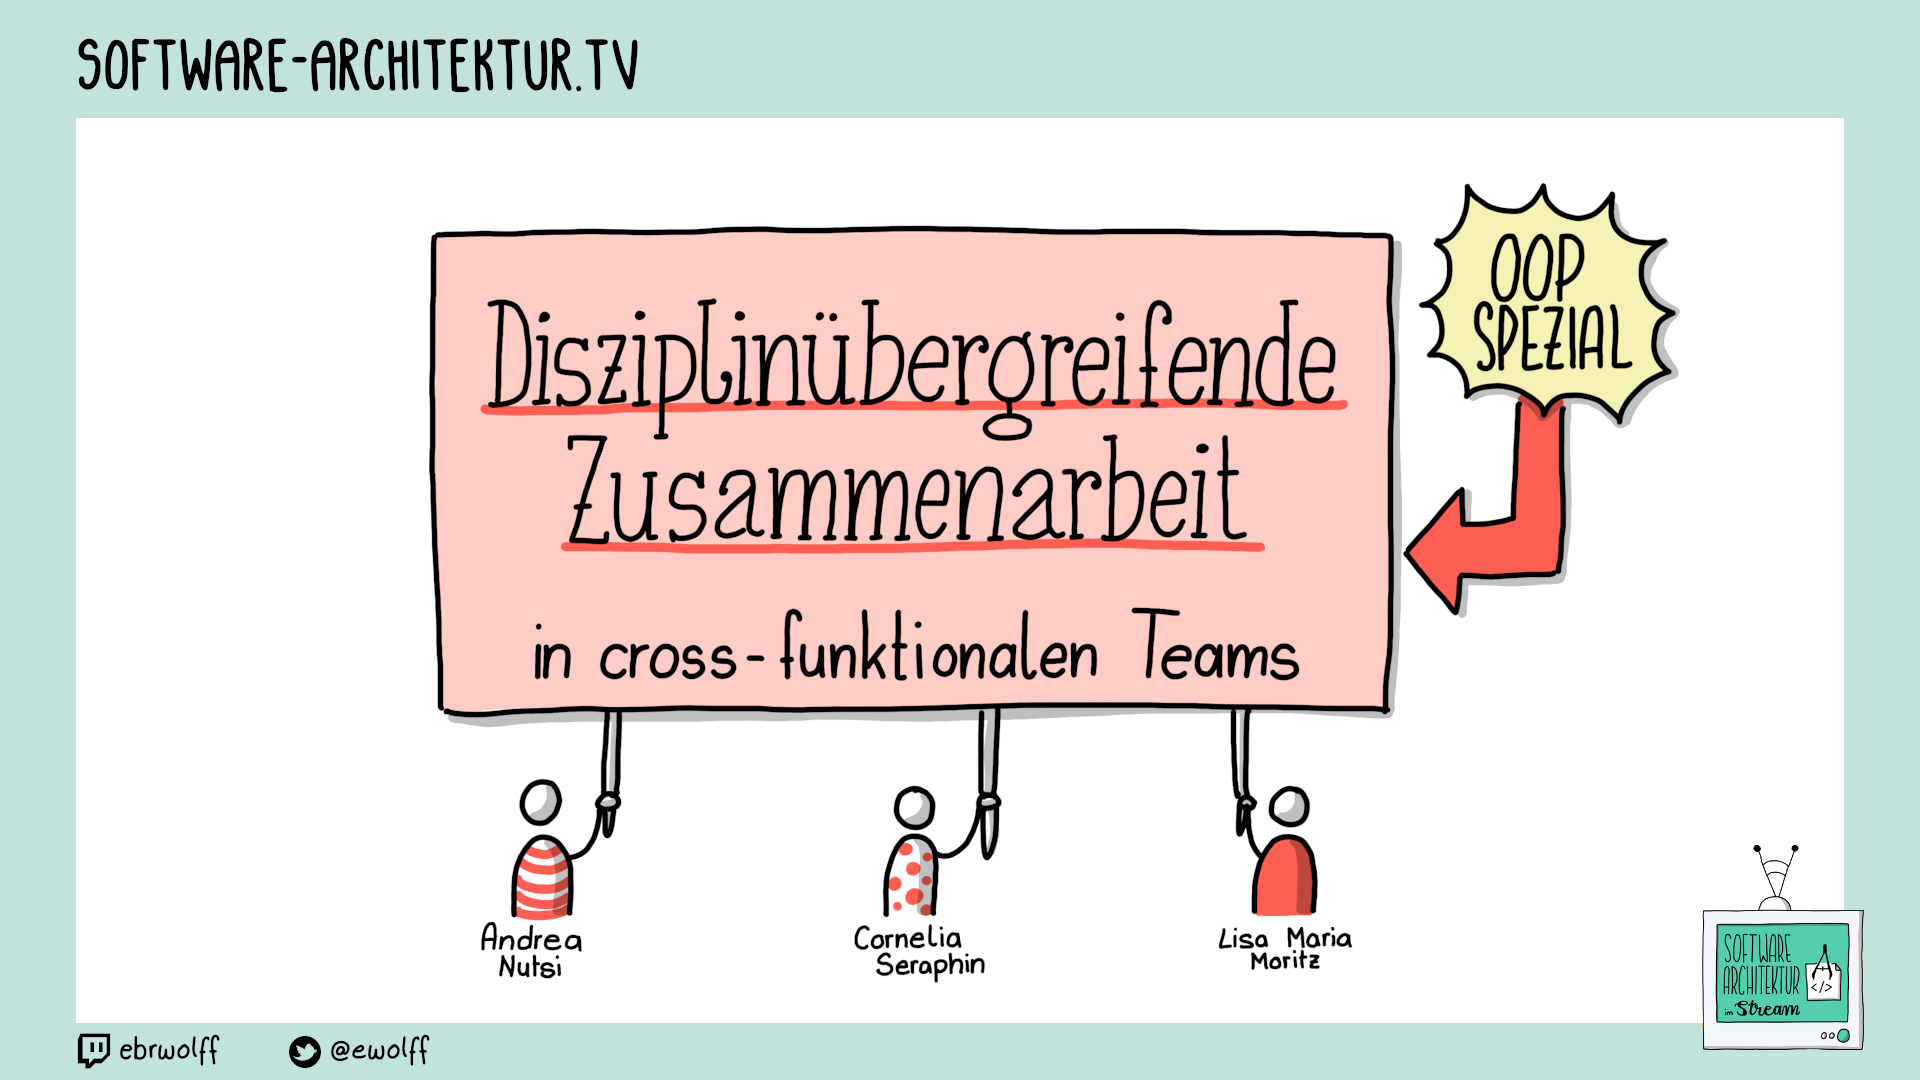 SOFTWARE-ARCHITEKTUR.TV
OOP
SPEZIAL
Disziplinübergreifende
Zusammenarbeit
in cross-funktionalen Teams
Andrea
Nutsi
Cornelia
Seraphin
Lisa Maria
Moritz
SOFTWARE
ARCHITEKTUR
</>
im Stream
ebrwolff
@ewolff